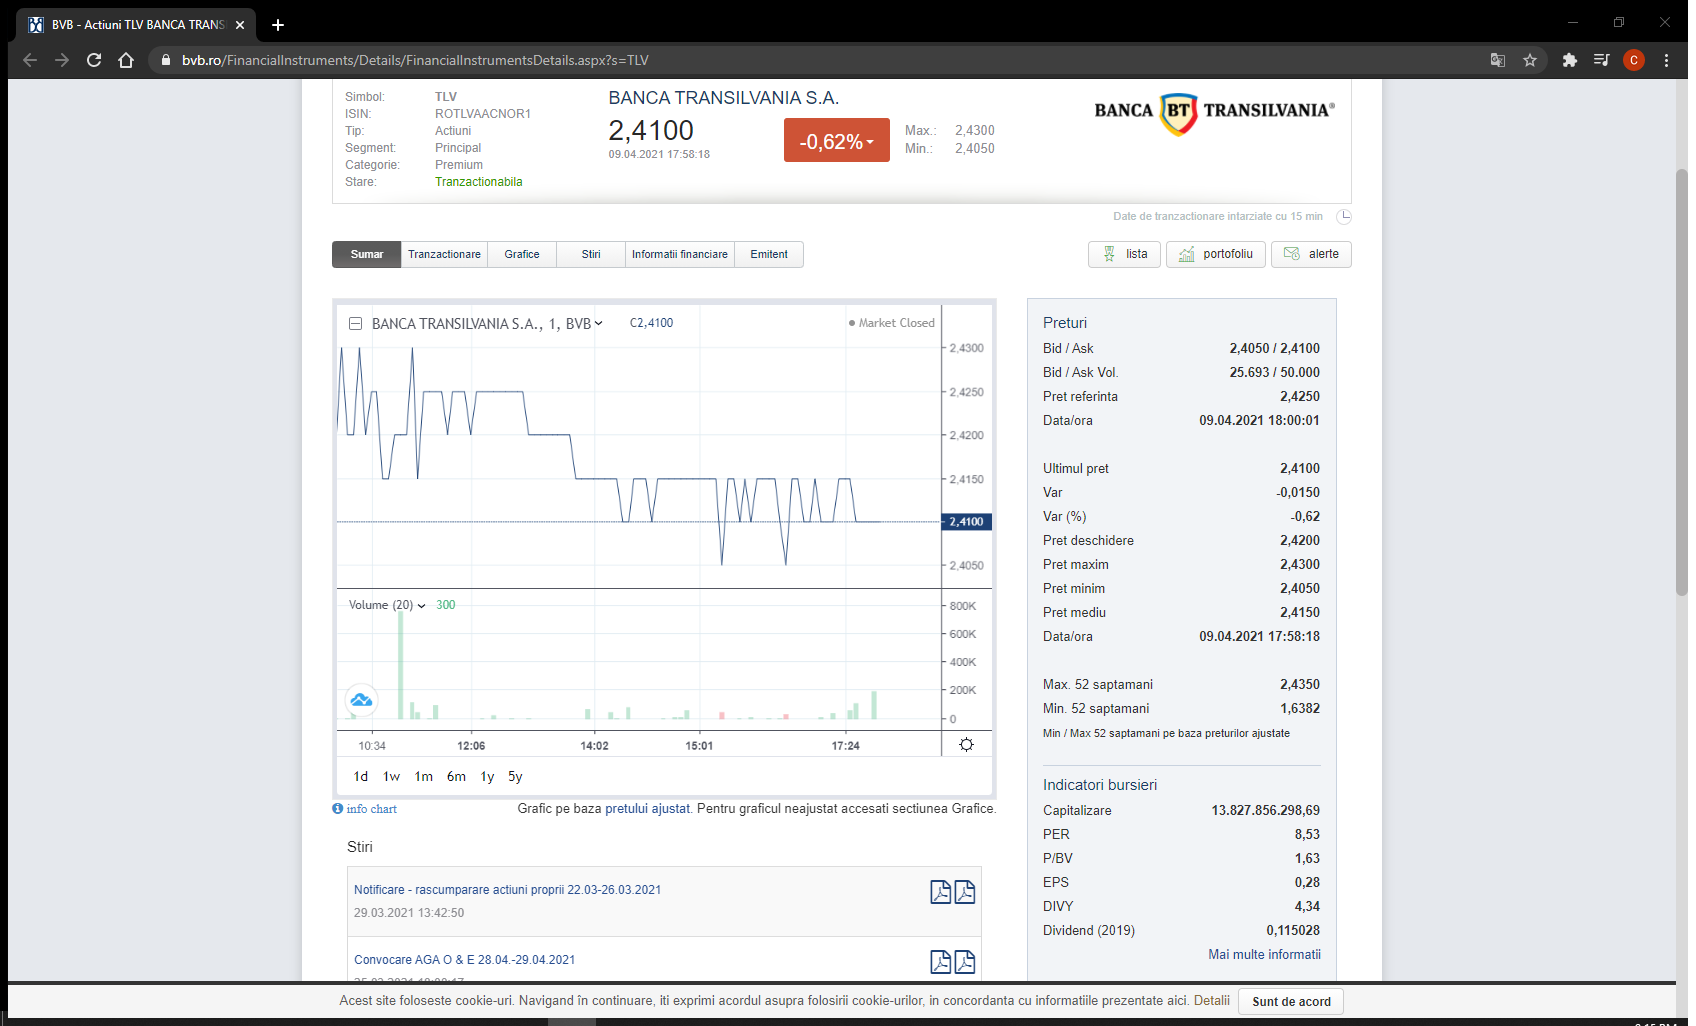 BVB - Actiuni TLV BANCA TRANS
bvb.ro/FinancialInstruments/Details/FinancialInstrumentsDetails.aspx?s=TLV
C
Simbol: TLV
ISIN: ROTLVAACNOR1
Tip: Actiuni
Segment: Principal
Categorie: Premium
Stare: Tranzactionabila
BANCA TRANSILVANIA S.A.
2,4100
09.04.2021 17:58:18
-0,62%
Max.: 2,4300
Min.: 2,4050
BANCA BT TRANSILVANIA®
Date de tranzactionare intarziate cu 15 min
Sumar Tranzactionare Grafice Stiri Informatii financiare Emitent
lista portofoliu alerte
BANCA TRANSILVANIA S.A., 1, BVB C2,4100 Market Closed
2,4300
2,4250
2,4200
2,4150
2,4100
2,4050
Volume (20) 300
800K
600K
400K
200K
0
10:34 12:06 14:02 15:01 17:24
1d 1w 1m 6m 1y 5y
info chart
Grafic pe baza pretului ajustat. Pentru graficul neajustat accesati sectiunea Grafice.
Stiri
Notificare - rascumparare actiuni proprii 22.03-26.03.2021
29.03.2021 13:42:50
Convocare AGA O & E 28.04.-29.04.2021
Preturi
Bid / Ask 2,4050 / 2,4100
Bid / Ask Vol. 25.693 / 50.000
Pret referinta 2,4250
Data/ora 09.04.2021 18:00:01
Ultimul pret 2,4100
Var -0,0150
Var (%) -0,62
Pret deschidere 2,4200
Pret maxim 2,4300
Pret minim 2,4050
Pret mediu 2,4150
Data/ora 09.04.2021 17:58:18
Max. 52 saptamani 2,4350
Min. 52 saptamani 1,6382
Min / Max 52 saptamani pe baza preturilor ajustate
Indicatori bursieri
Capitalizare 13.827.856.298,69
PER 8,53
P/BV 1,63
EPS 0,28
DIVY 4,34
Dividend (2019) 0,115028
Mai multe informatii
Acest site foloseste cookie-uri. Navigand în continuare, iti exprimi acordul asupra folosirii cookie-urilor, in concordanta cu informatiile prezentate aici. Detalii
Sunt de acord